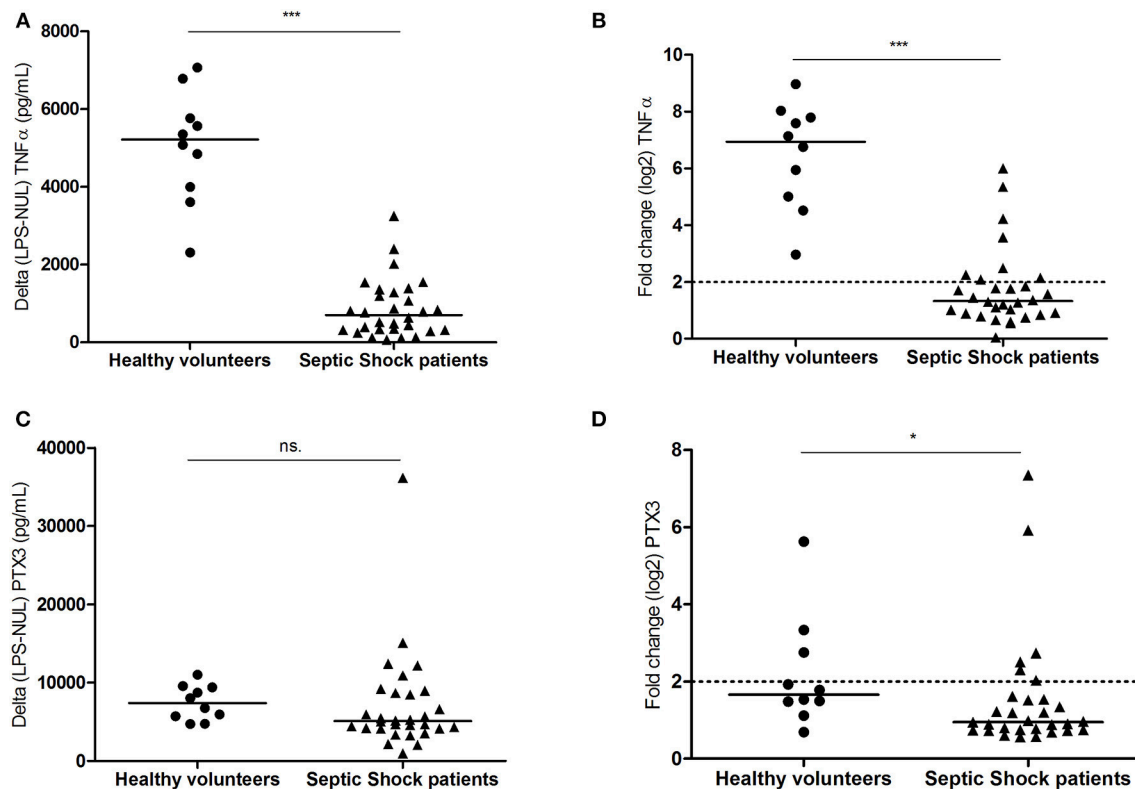 A
***
Delta (LPS-NUL) TNFα (pg/mL)
8000
6000
4000
2000
0
Healthy volunteers
Septic Shock patients
B
***
Fold change (log2) TNFα
10
8
6
4
2
0
Healthy volunteers
Septic Shock patients
C
ns.
Delta (LPS-NUL) PTX3 (pg/mL)
40000
30000
20000
10000
0
Healthy volunteers
Septic Shock patients
D
*
Fold change (log2) PTX3
8
6
4
2
0
Healthy volunteers
Septic Shock patients